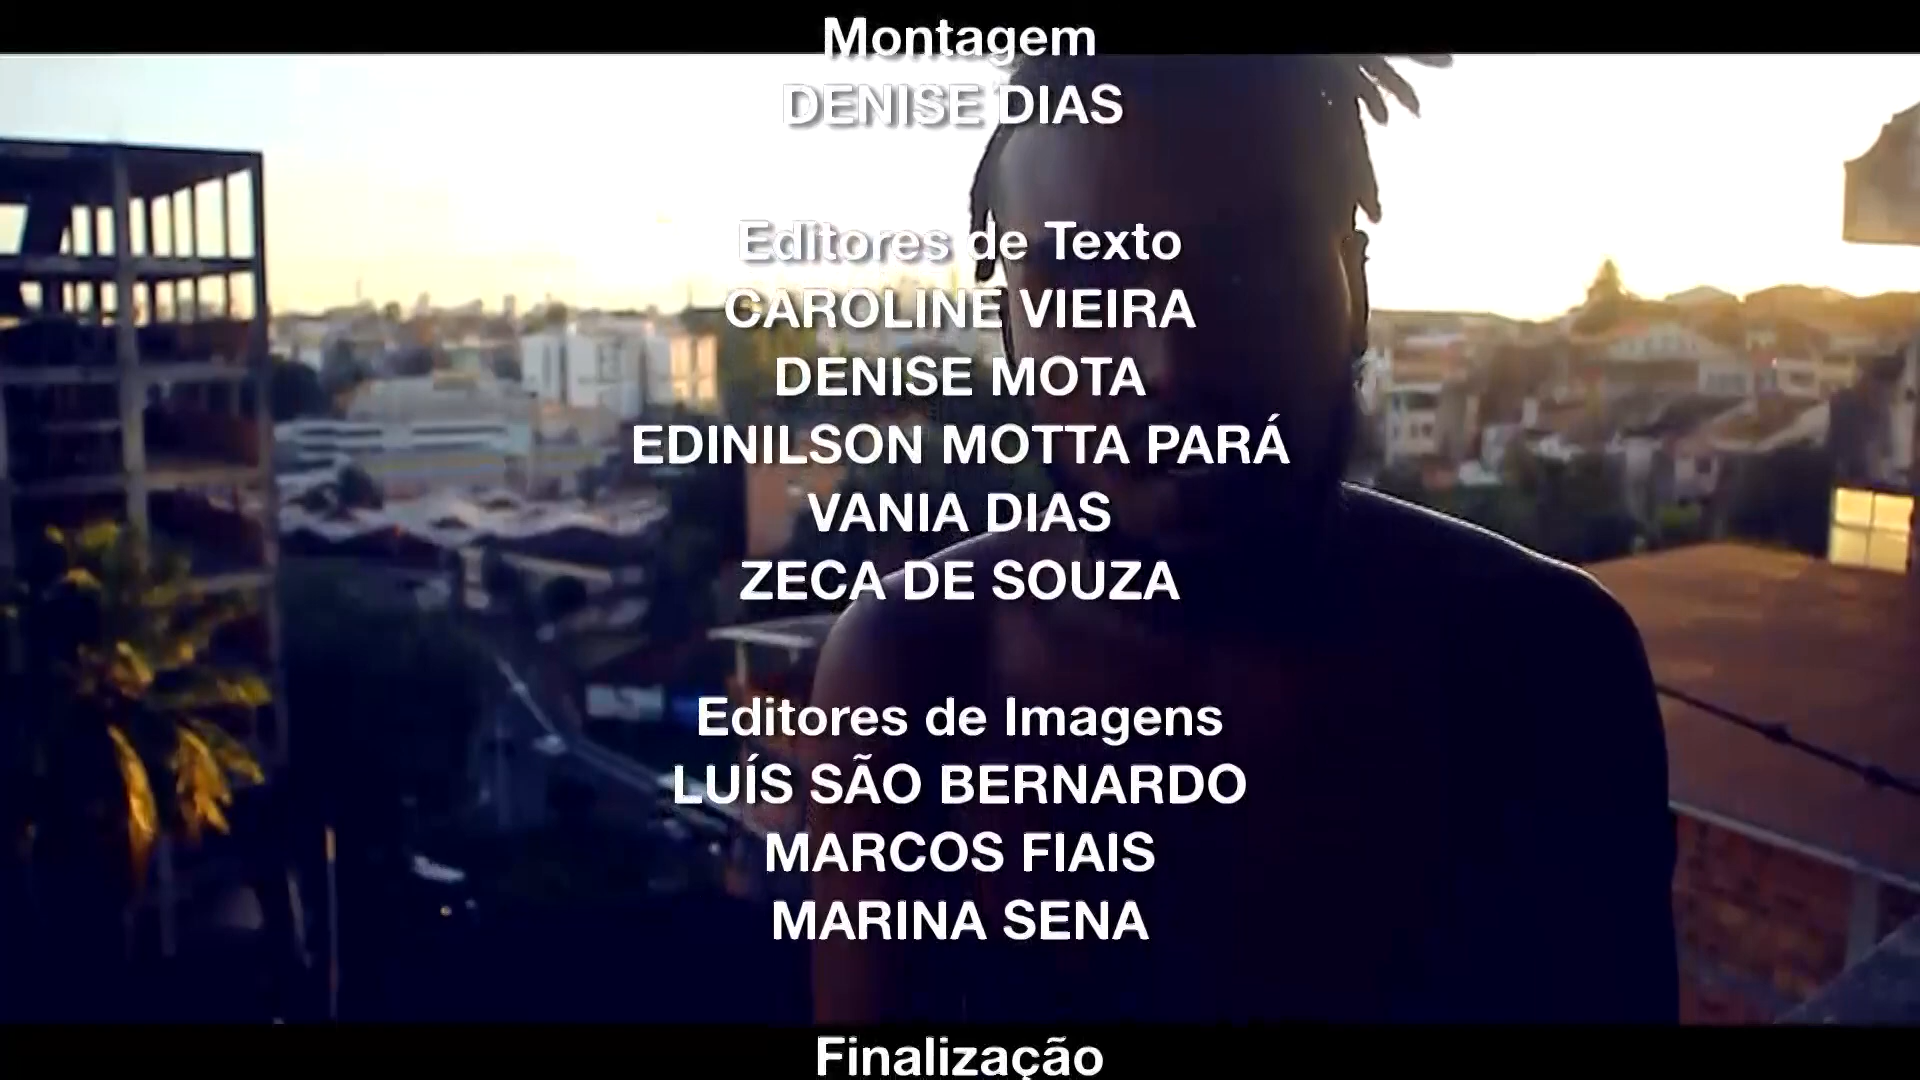 Montagem
DENISE DIAS
Editores de Texto
CAROLINE VIEIRA
DENISE MOTA
EDINILSON MOTTA PARÁ
VANIA DIAS
ZECA DE SOUZA
Editores de Imagens
LUÍS SÃO BERNARDO
MARCOS FIAIS
MARINA SENA
Finalização